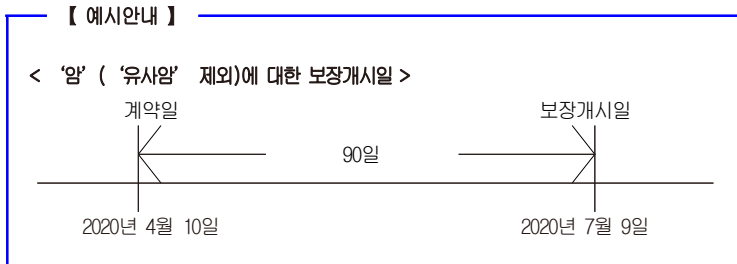 【 예시안내 】
< ‘암’ ( ‘유사암’ 제외)에 대한 보장개시일 >
계약일 보장개시일
90일
2020년 4월 10일 2020년 7월 9일